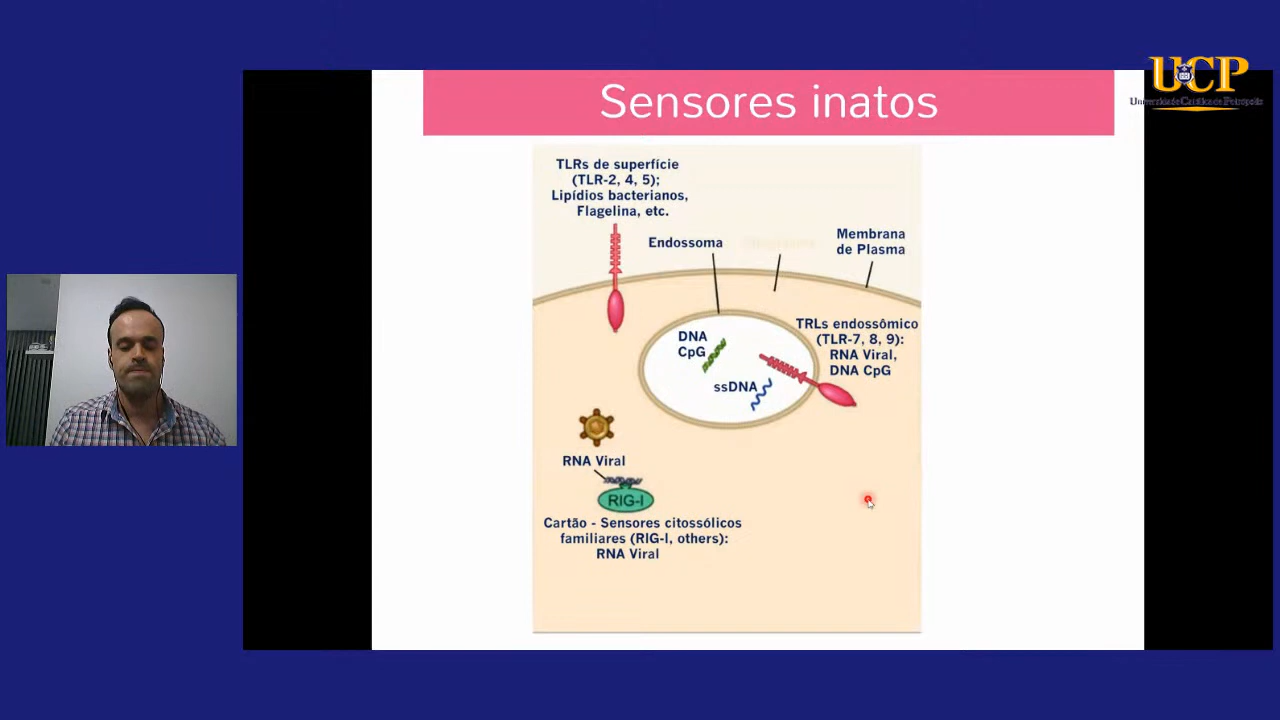 Sensores inatos
UCP
Universidade Católica de Petrópolis
TLRs de superfície
(TLR-2, 4, 5);
Lipídios bacterianos,
Flagelina, etc.
Endossoma
Membrana
de Plasma
DNA
CpG
ssDNA
TRLs endossômico
(TLR-7, 8, 9):
RNA Viral,
DNA CpG
RNA Viral
RIG-I
Cartão - Sensores citossólicos
familiares (RIG-I, others):
RNA Viral